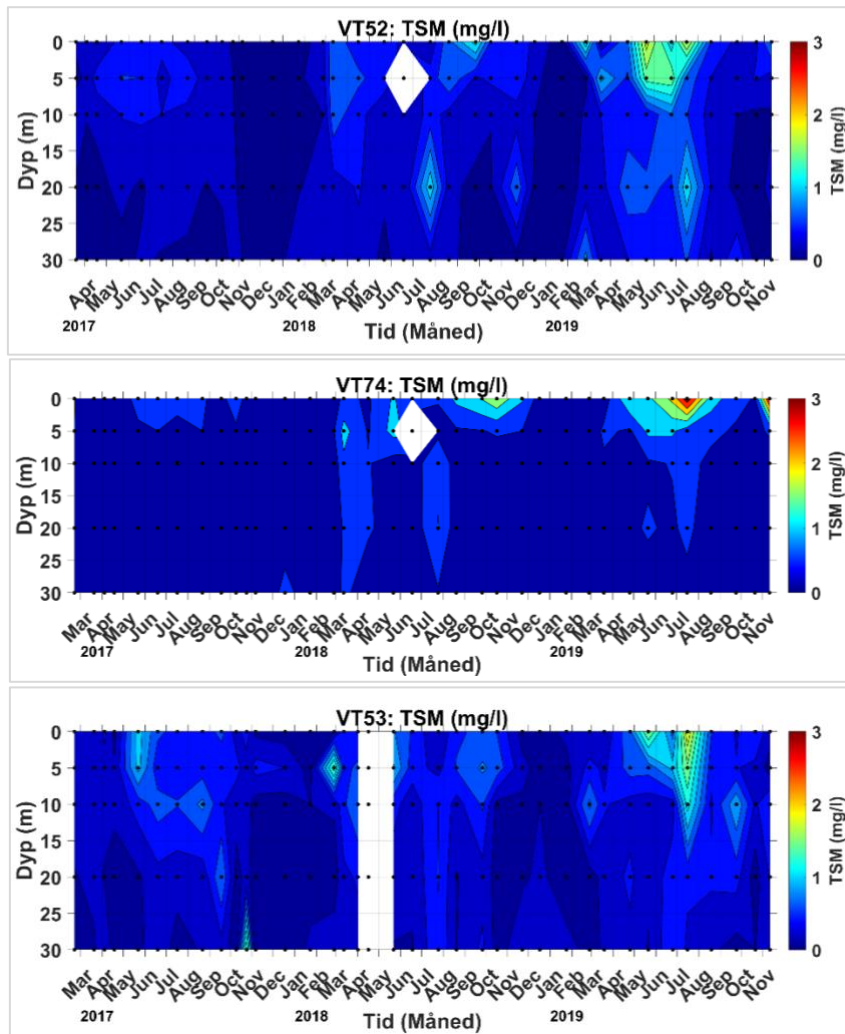 VT52: TSM (mg/l)
Dyp (m)
0
5
10
15
20
25
30
3
2
1
0
TSM (mg/l)
Apr May Jun Jul Aug Sep Oct Nov Dec Jan Feb Mar Apr May Jun Jul Aug Sep Oct Nov Dec Jan Feb Mar Apr May Jun Jul Aug Sep Oct Nov
2017 2018 2019
Tid (Måned)
VT74: TSM (mg/l)
Dyp (m)
0
5
10
15
20
25
30
3
2
1
0
TSM (mg/l)
Mar Apr May Jun Jul Aug Sep Oct Nov Dec Jan Feb Mar Apr May Jun Jul Aug Sep Oct Nov Dec Jan Feb Mar Apr May Jun Jul Aug Sep Oct Nov
2017 2018 2019
Tid (Måned)
VT53: TSM (mg/l)
Dyp (m)
0
5
10
15
20
25
30
3
2
1
0
TSM (mg/l)
Mar Apr May Jun Jul Aug Sep Oct Nov Dec Jan Feb Mar Apr May Jun Jul Aug Sep Oct Nov Dec Jan Feb Mar Apr May Jun Jul Aug Sep Oct Nov
2017 2018 2019
Tid (Måned)